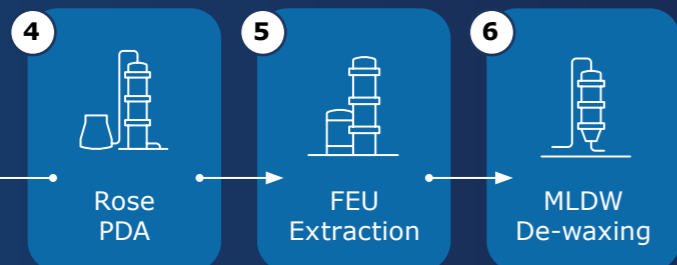 4
Rose
PDA
5
FEU
Extraction
6
MLDW
De-waxing